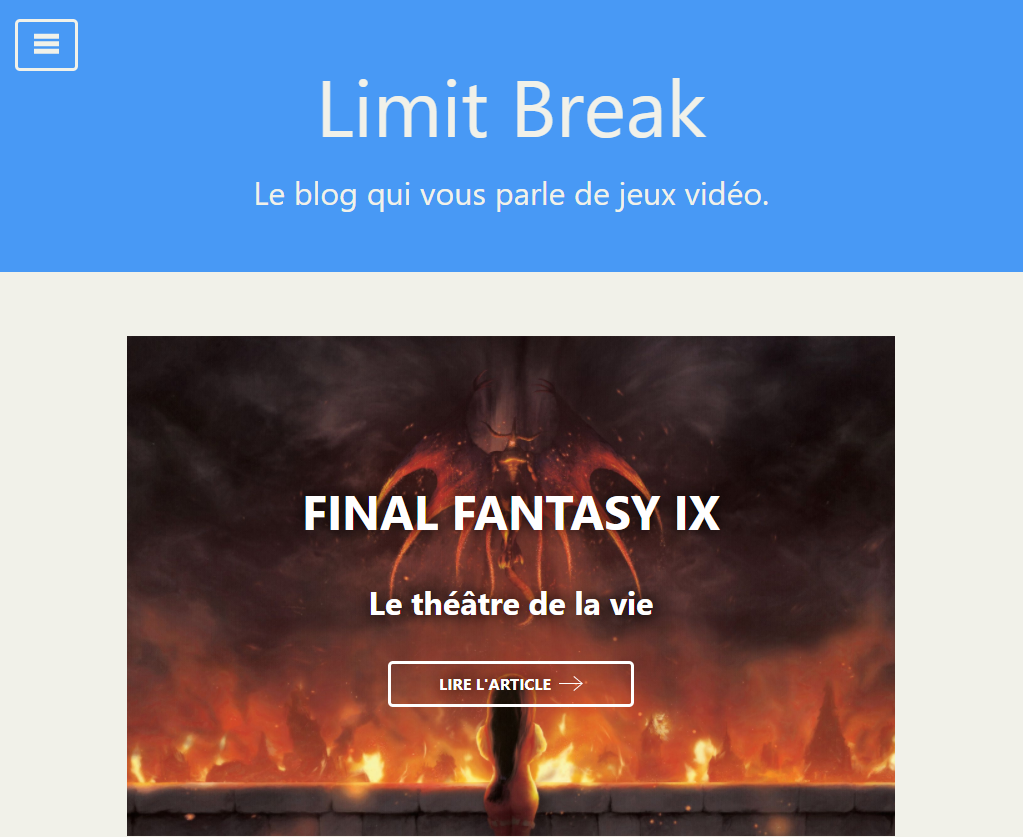 Limit Break
Le blog qui vous parle de jeux vidéo.
FINAL FANTASY IX
Le théâtre de la vie
LIRE L'ARTICLE